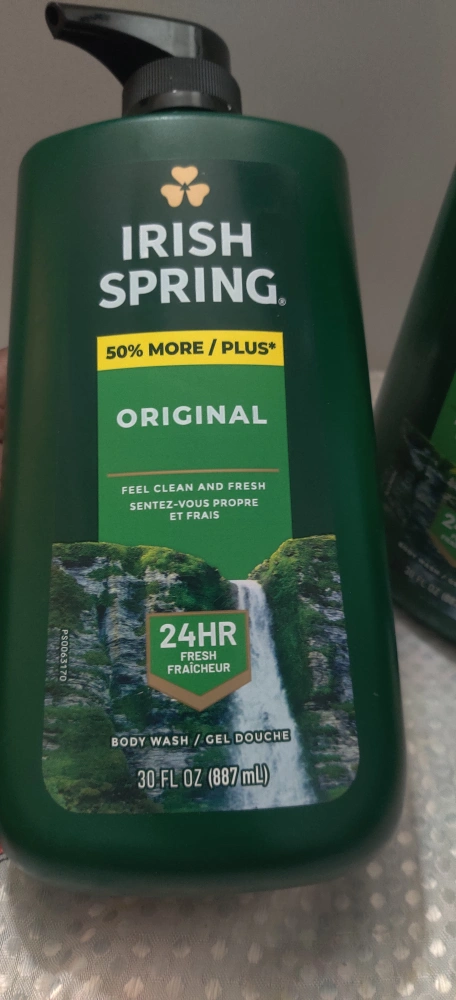 IRISH
SPRING®
50% MORE / PLUS*
ORIGINAL
FEEL CLEAN AND FRESH
SENTEZ-VOUS PROPRE
ET FRAIS
24HR
FRESH
FRAÎCHEUR
PS0063170
BODY WASH / GEL DOUCHE
30 FL OZ (887 mL)